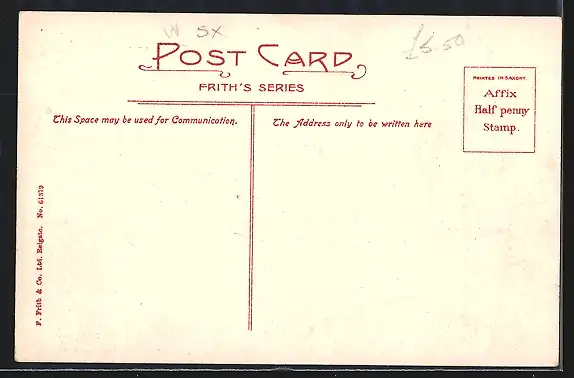 W SX
£5.50
POST CARD
FRITH'S SERIES
This Space may be used for Communication.
The Address only to be written here
PRINTED IN SAXONY.
Affix
Half penny
Stamp.
F. Frith & Co. Ltd. Reigate. No. 61379